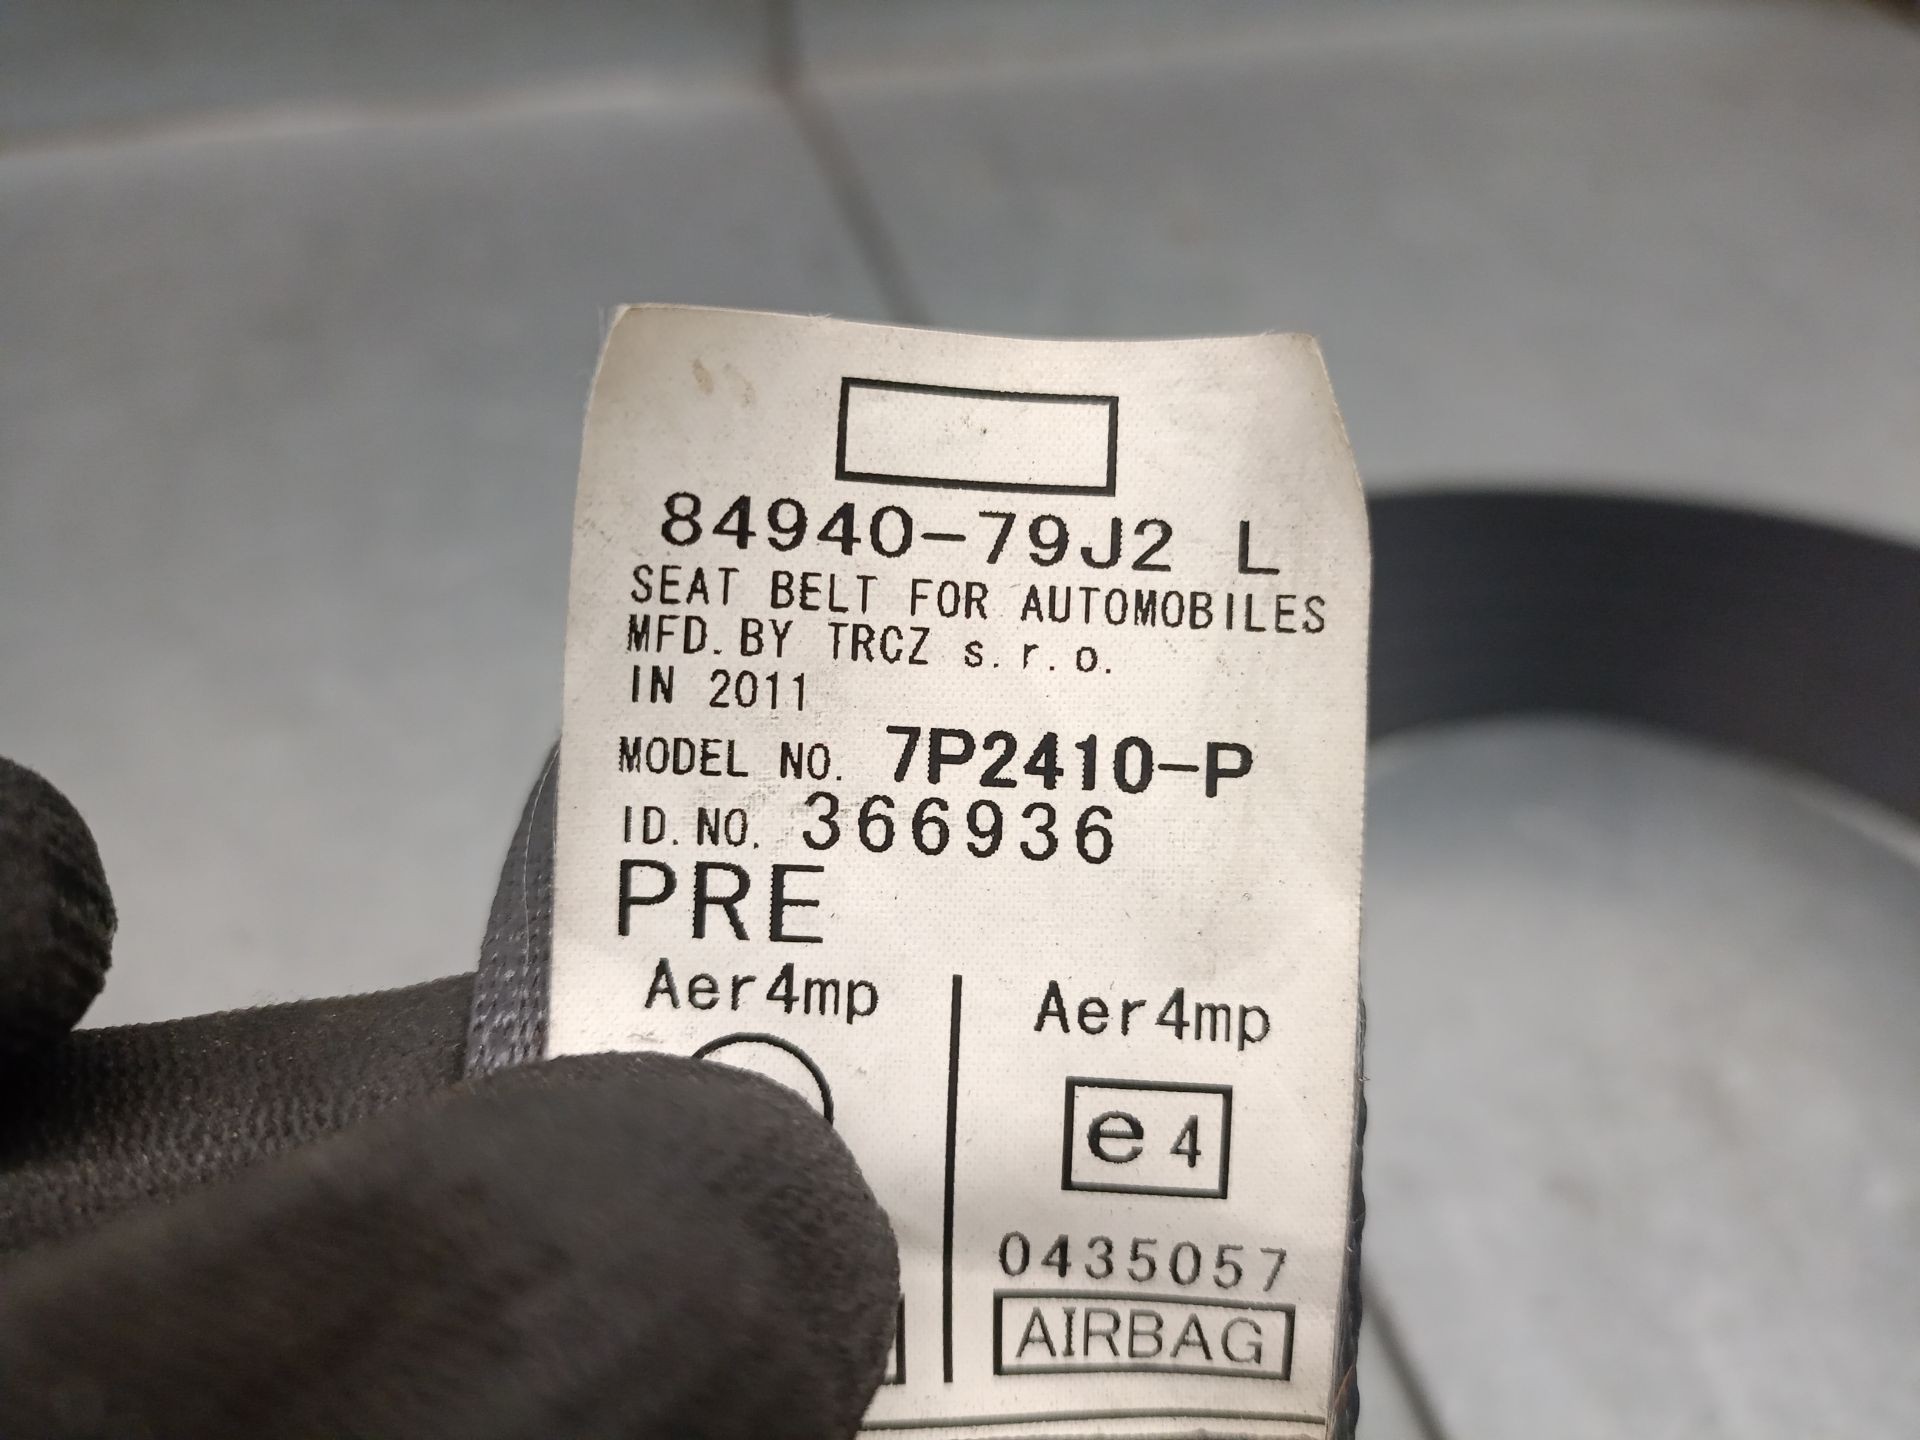 84940-79J2 L
SEAT BELT FOR AUTOMOBILES
MFD. BY TRCZ s.r.o.
IN 2011
MODEL NO. 7P2410-P
ID. NO. 366936
PRE
Aer4mp Aer4mp
e4
0435057
AIRBAG